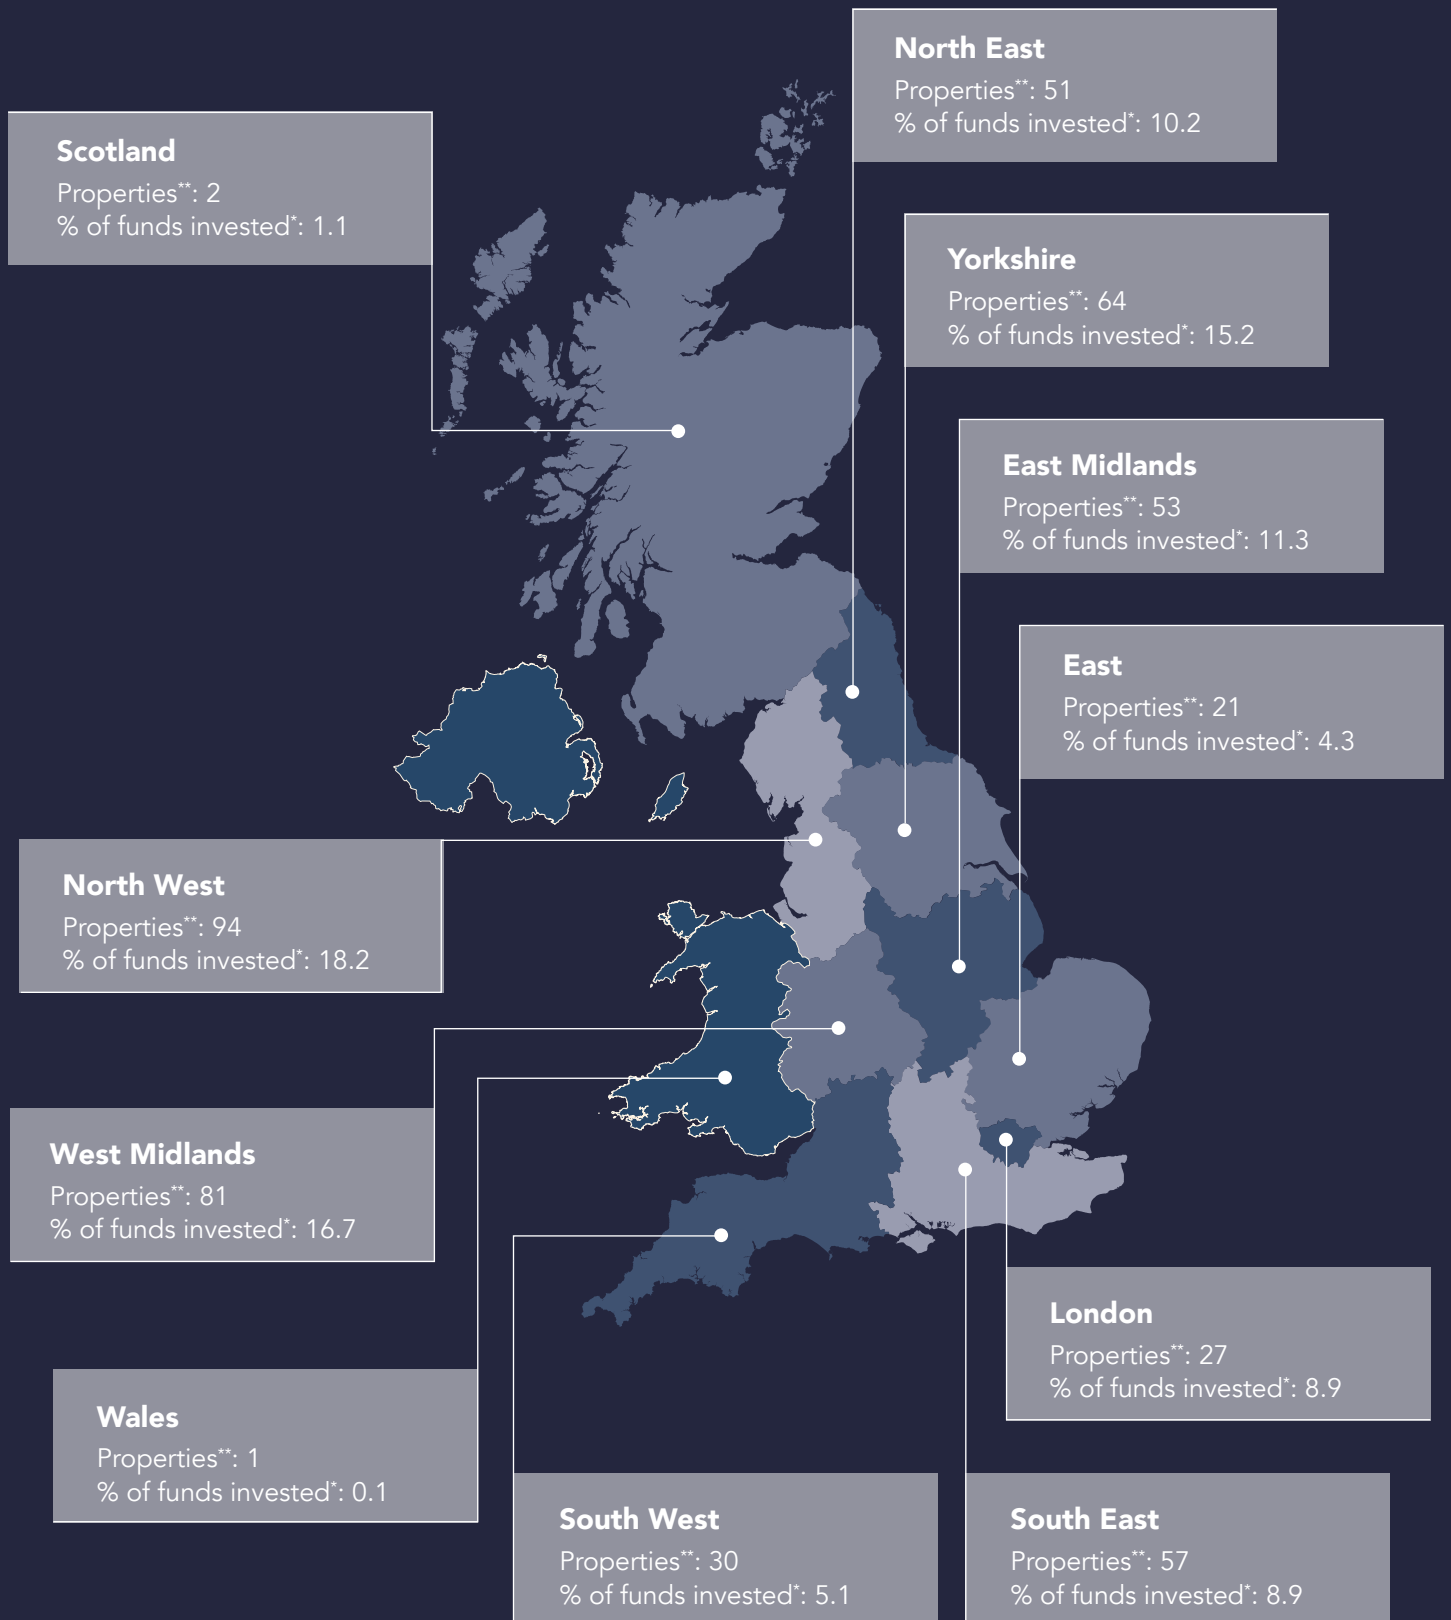 North East
Properties**: 51
% of funds invested*: 10.2
Scotland
Properties**: 2
% of funds invested*: 1.1
Yorkshire
Properties**: 64
% of funds invested*: 15.2
East Midlands
Properties**: 53
% of funds invested*: 11.3
East
Properties**: 21
% of funds invested*: 4.3
North West
Properties**: 94
% of funds invested*: 18.2
West Midlands
Properties**: 81
% of funds invested*: 16.7
London
Properties**: 27
% of funds invested*: 8.9
Wales
Properties**: 1
% of funds invested*: 0.1
South West
Properties**: 30
% of funds invested*: 5.1
South East
Properties**: 57
% of funds invested*: 8.9